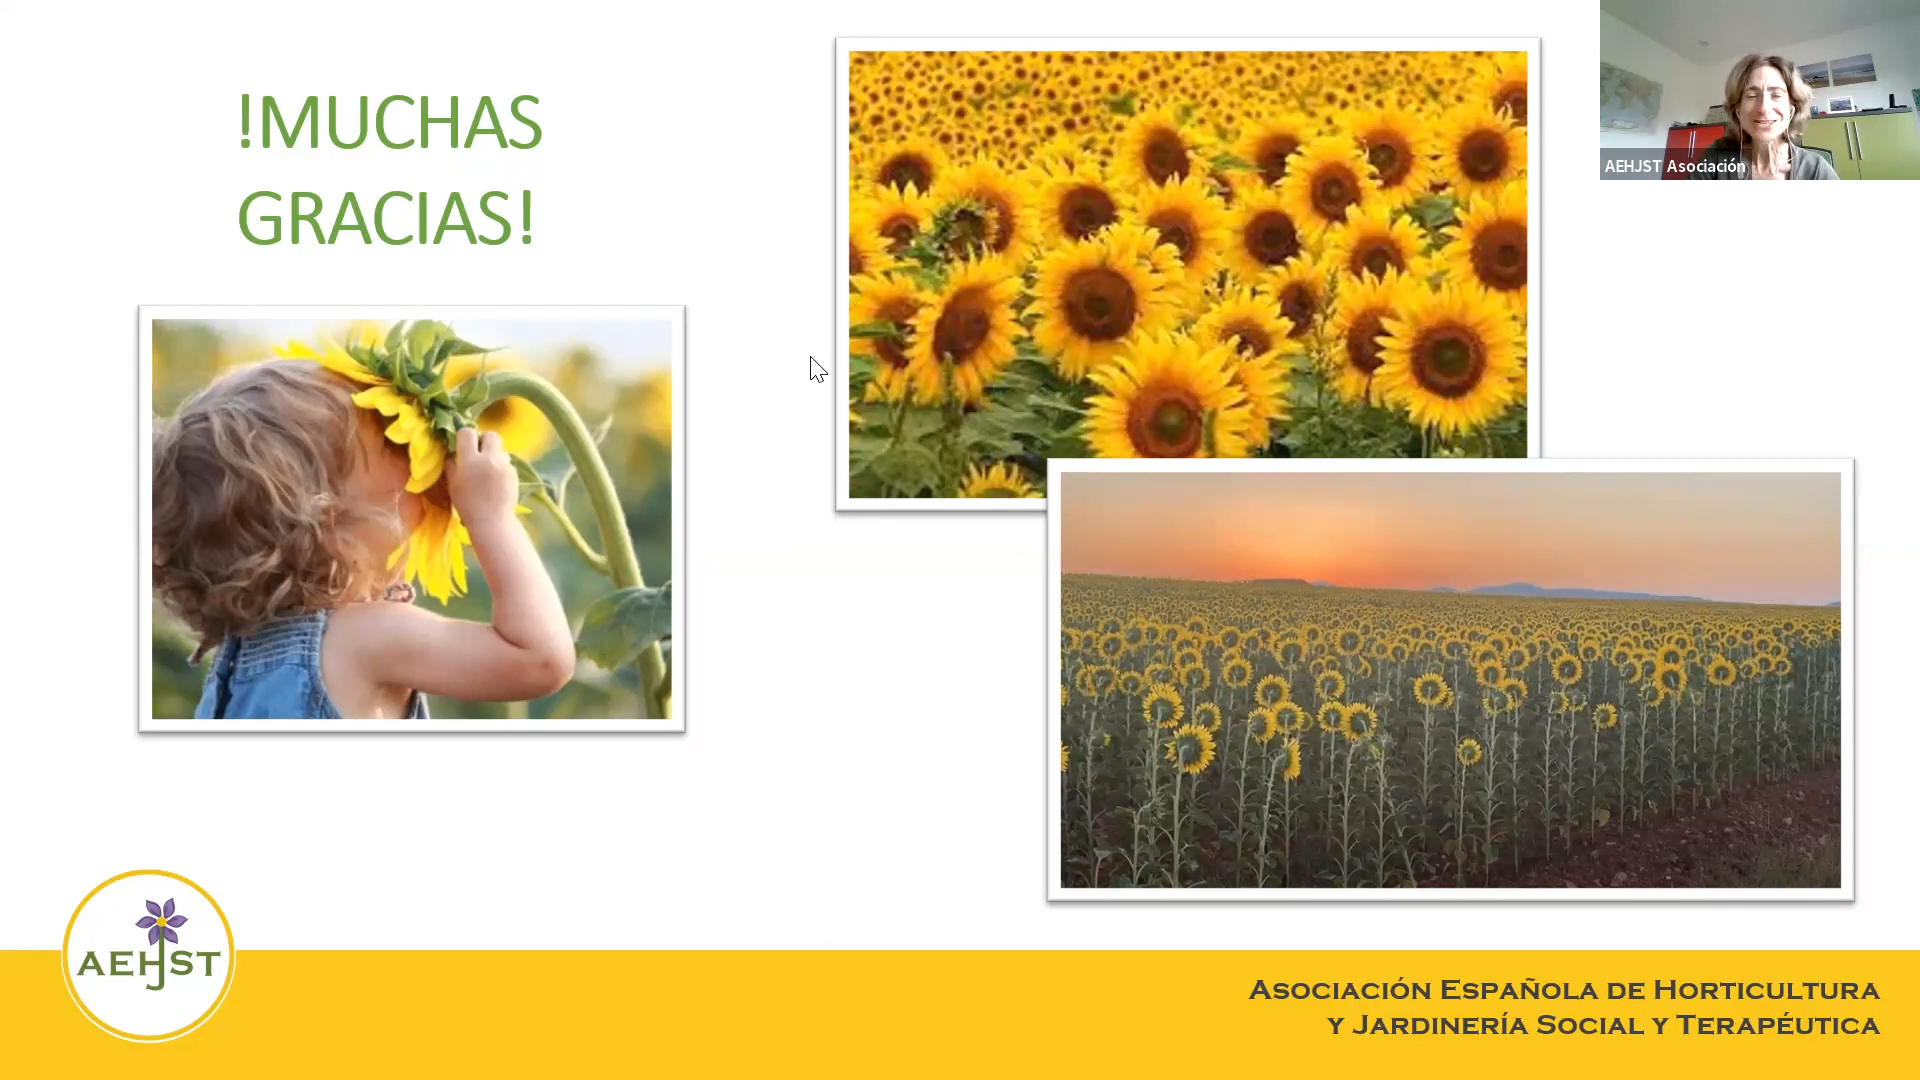 !MUCHAS
GRACIAS!
AEHJST Asociación
AEHJST
ASOCIACIÓN ESPAÑOLA DE HORTICULTURA
Y JARDINERÍA SOCIAL Y TERAPÉUTICA